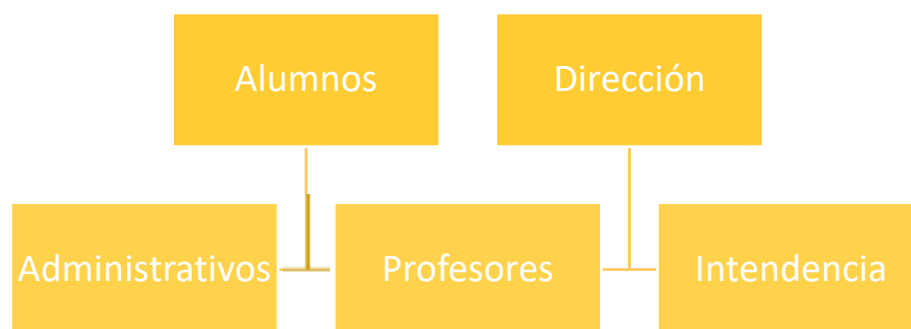 Alumnos
Dirección
Administrativos
Profesores
Intendencia